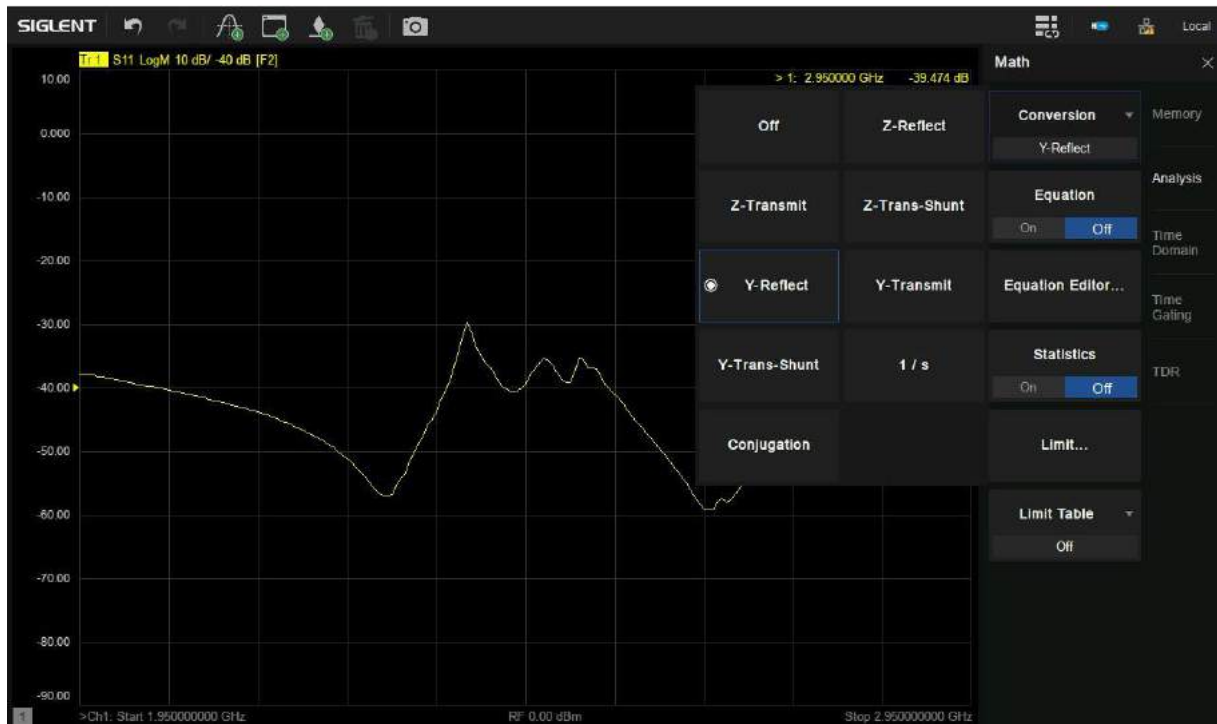 SIGLENT
Local
Tr 1 S11 LogM 10 dB/ -40 dB [F2]
> 1: 2.950000 GHz -39.474 dB
10.00
0.000
-10.00
-20.00
-30.00
-40.00
-50.00
-60.00
-70.00
-80.00
-90.00
Off
Z-Reflect
Z-Transmit
Z-Trans-Shunt
Y-Reflect
Y-Transmit
Y-Trans-Shunt
1 / s
Conjugation
Math
Conversion
Y-Reflect
Equation
On Off
Equation Editor...
Statistics
On Off
Limit...
Limit Table
Off
Memory
Analysis
Time
Domain
Time
Gating
TDR
1
>Ch1: Start 1.950000000 GHz
RF 0.00 dBm
Stop 2.950000000 GHz